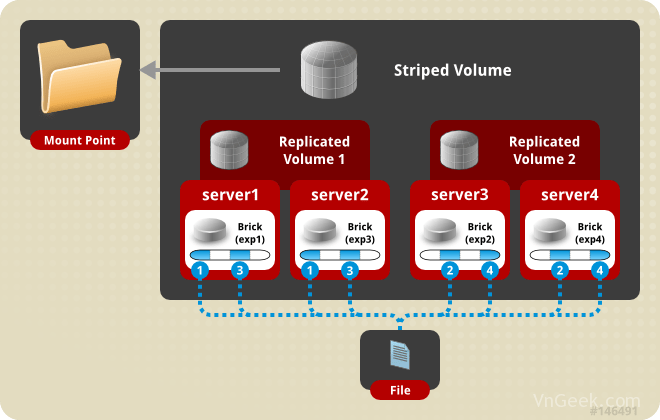 Striped Volume
Mount Point
Replicated
Volume 1
Replicated
Volume 2
server1
server2
server3
server4
Brick
(exp1)
Brick
(exp3)
Brick
(exp2)
Brick
(exp4)
1
3
1
3
2
4
2
4
File
VnGeek.com
#146491